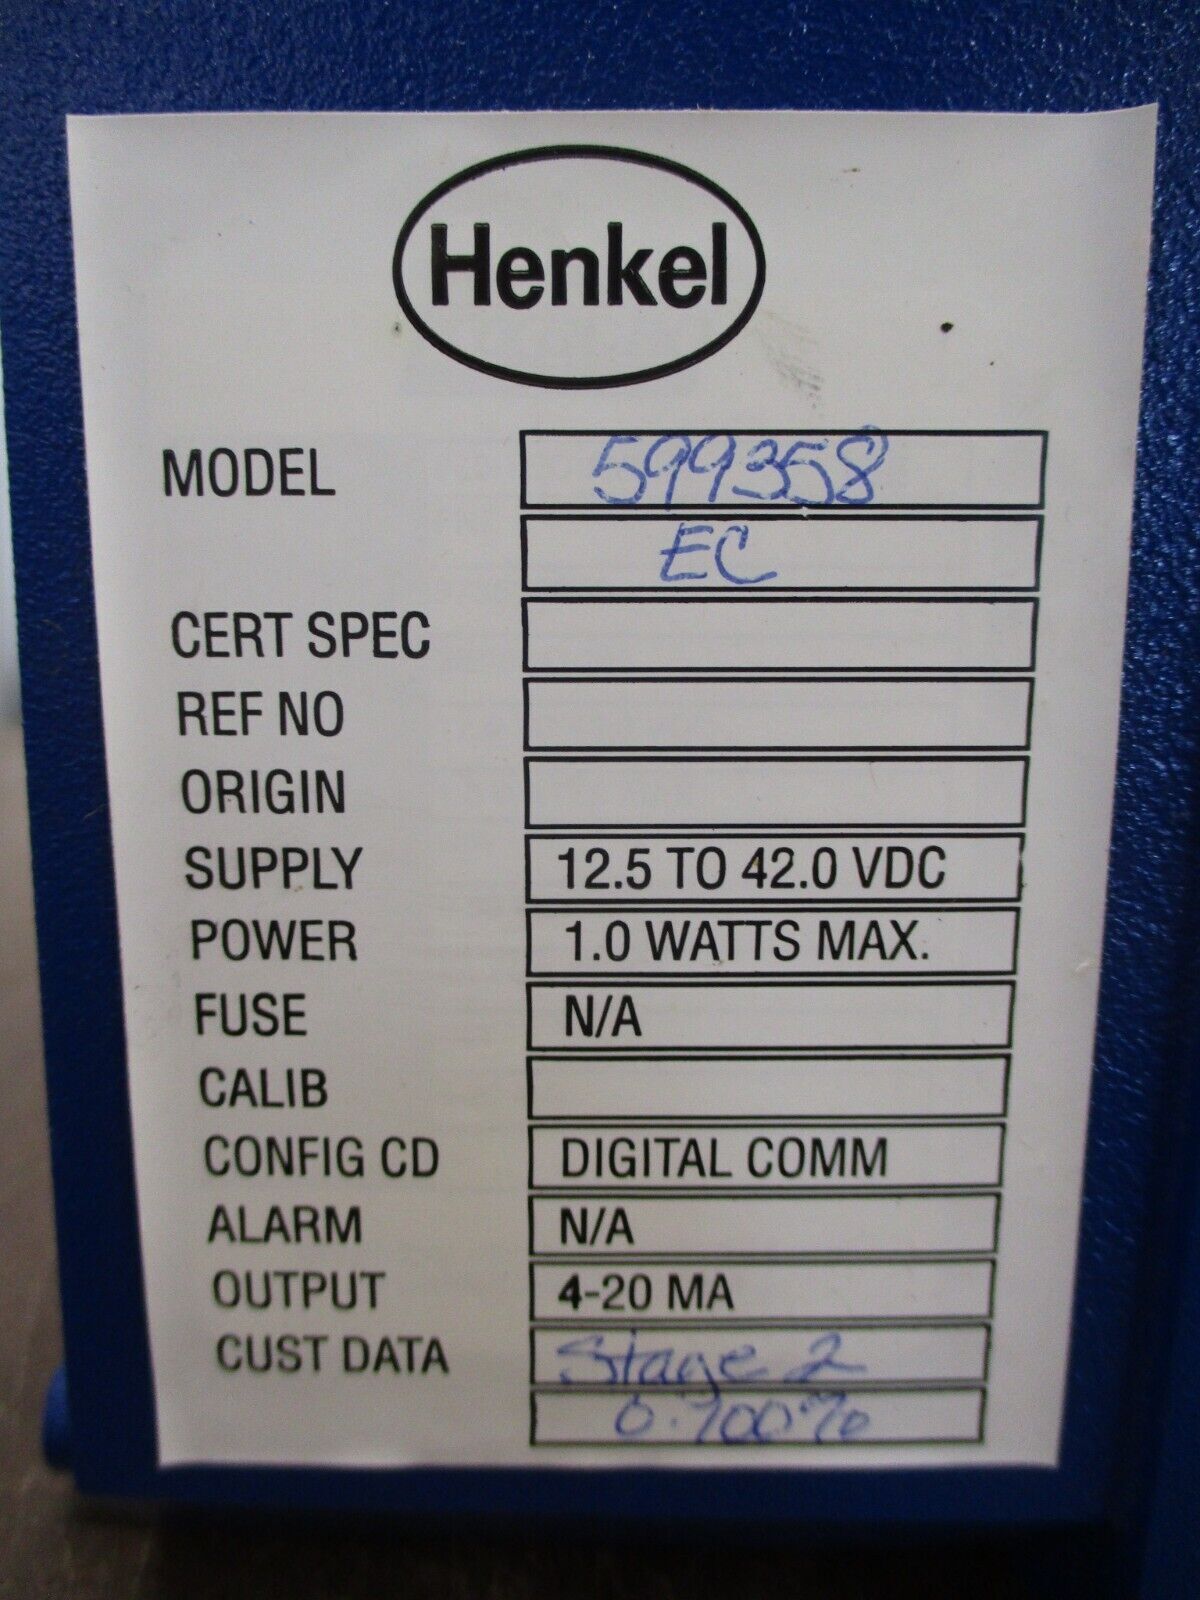 Henkel
MODEL 599358
EC
CERT SPEC
REF NO
ORIGIN
SUPPLY 12.5 TO 42.0 VDC
POWER 1.0 WATTS MAX.
FUSE N/A
CALIB
CONFIG CD DIGITAL COMM
ALARM N/A
OUTPUT 4-20 MA
CUST DATA Stage 2